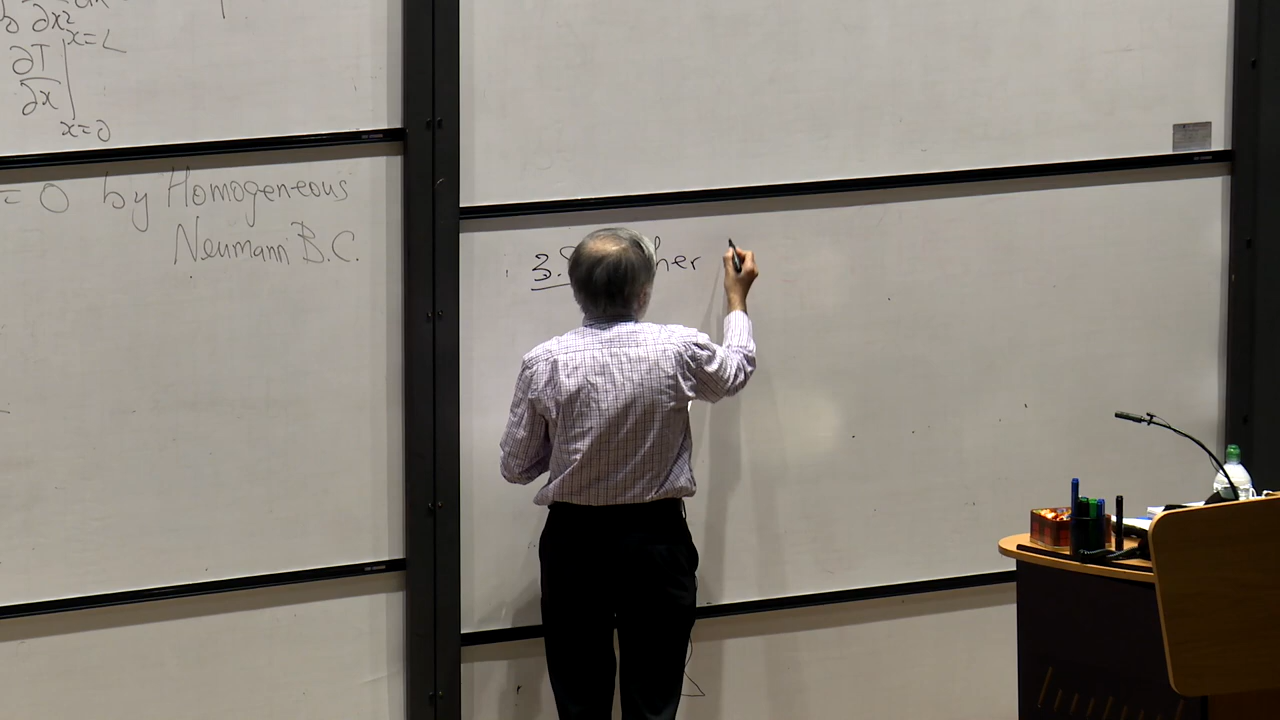 ∂x²
x=L
∂T
∂x
x=0
= 0 by Homogeneous
Neumann B.C.
3.
her